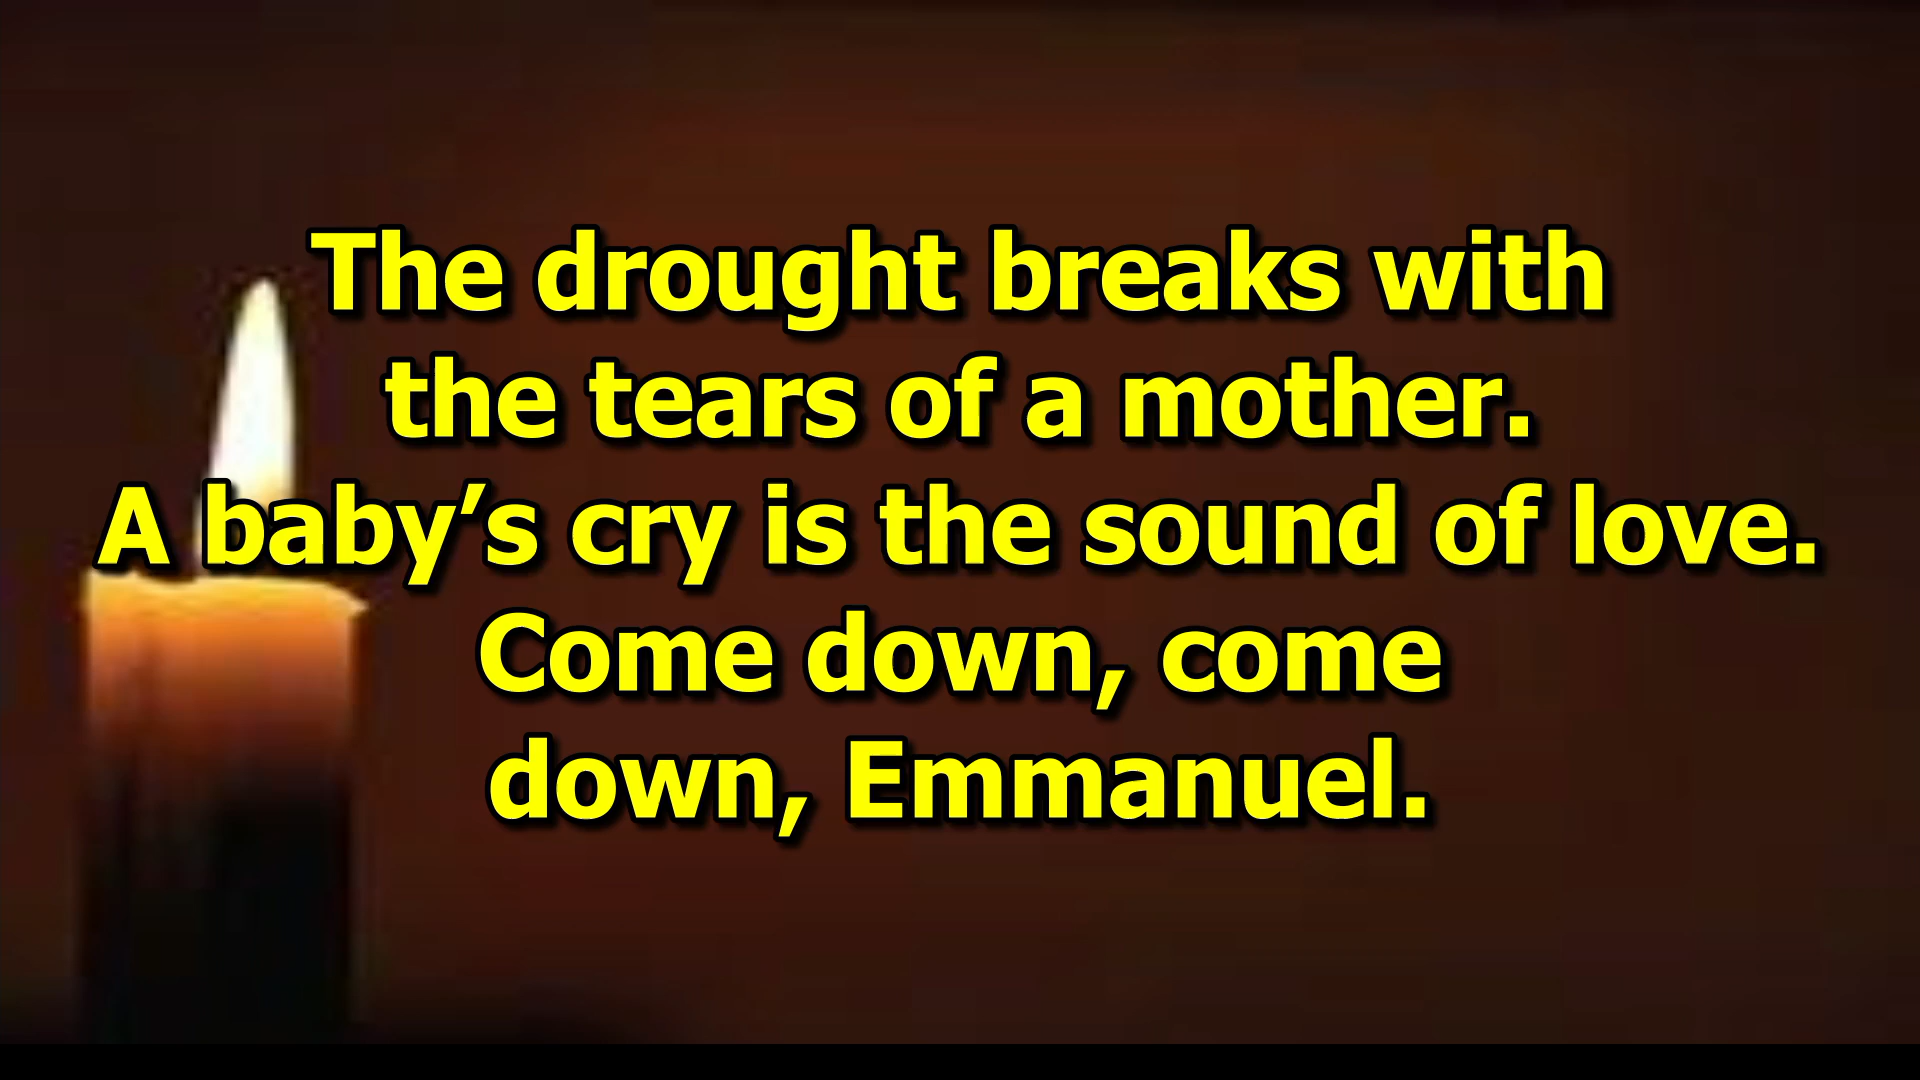 The drought breaks with
the tears of a mother.
A baby’s cry is the sound of love.
Come down, come
down, Emmanuel.